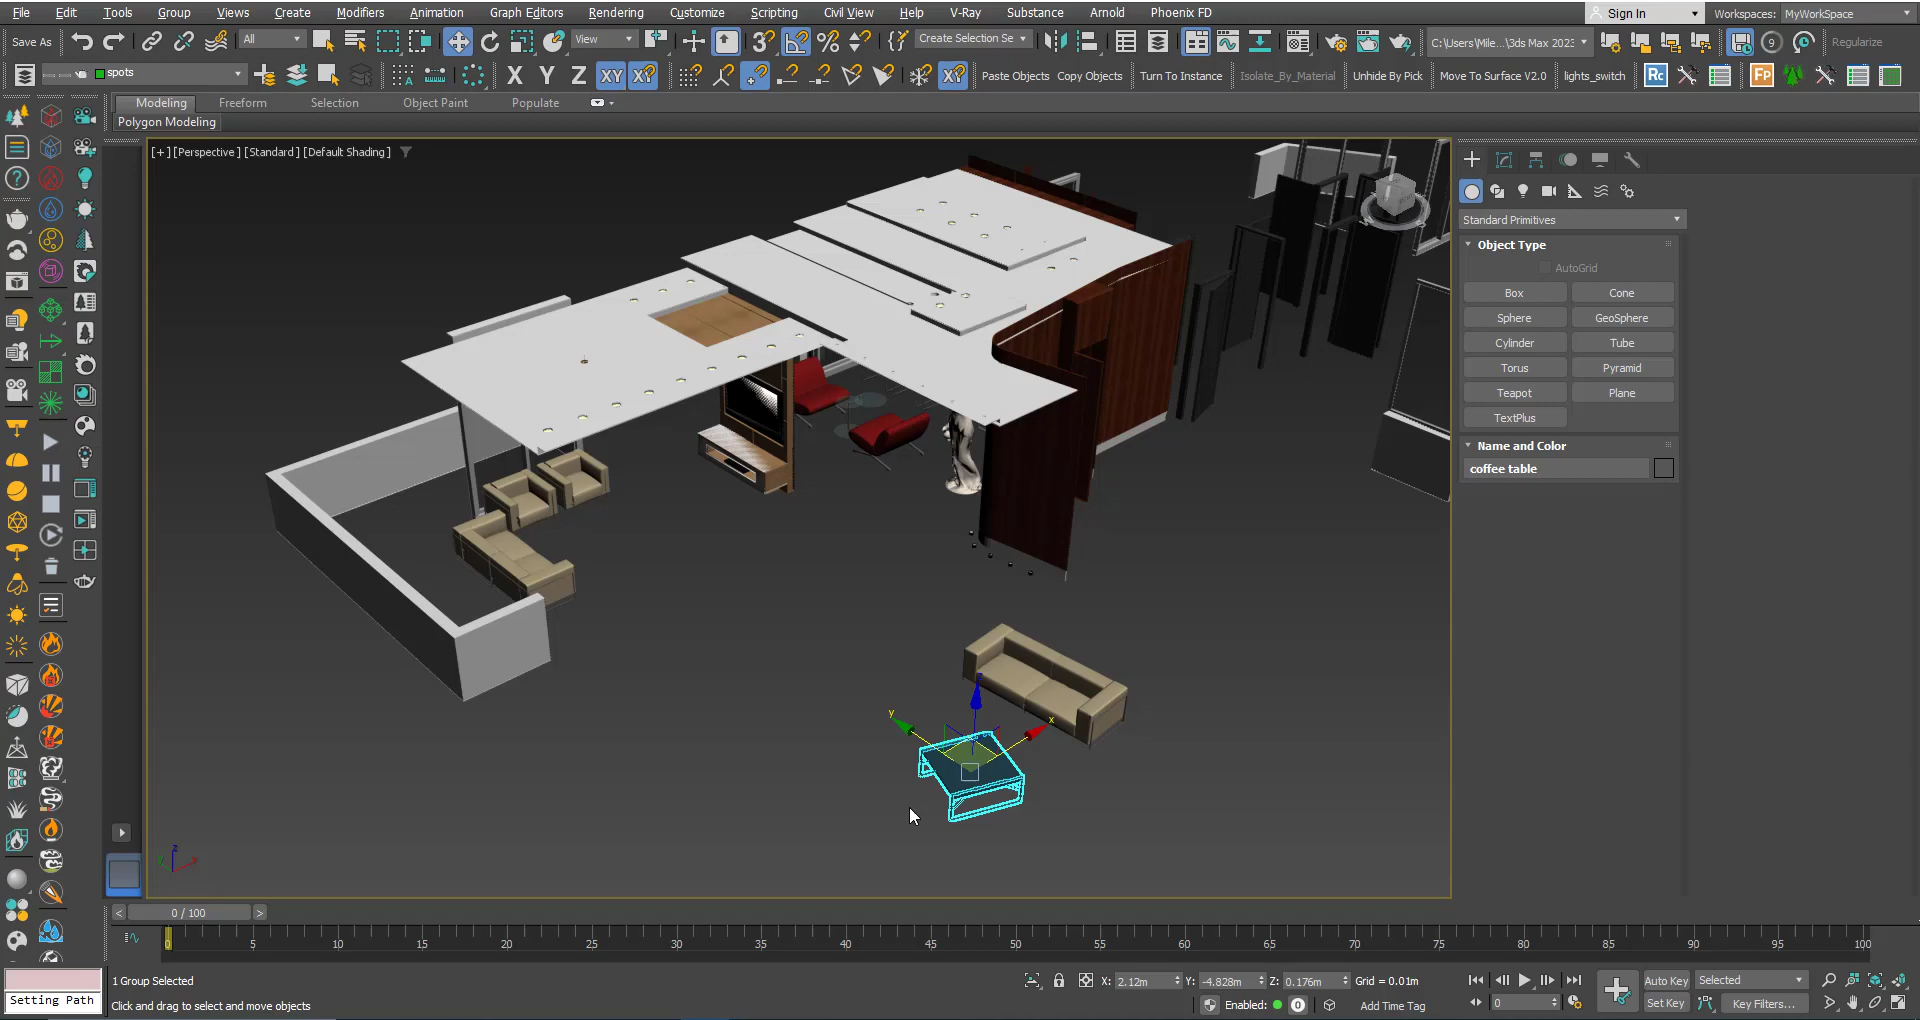 File Edit Tools Group Views Create Modifiers Animation Graph Editors Rendering Customize Scripting Civil View Help V-Ray Substance Arnold Phoenix FD Sign In Workspaces: MyWorkSpace
Save As All View Create Selection Se C:\Users\Mile...\3ds Max 2023 9 Regularize
spots X Y Z XY XY Paste Objects Copy Objects Turn To Instance Isolate_By_Material Unhide By Pick Move To Surface V2.0 lights_switch Rc Fp
Modeling Freeform Selection Object Paint Populate
Polygon Modeling
[+] [Perspective ] [Standard ] [Default Shading ]
Standard Primitives
Object Type
AutoGrid
Box Cone
Sphere GeoSphere
Cylinder Tube
Torus Pyramid
Teapot Plane
TextPlus
Name and Color
coffee table
z
y x
z
x
< 0 / 100 >
0 5 10 15 20 25 30 35 40 45 50 55 60 65 70 75 80 85 90 95 100
1 Group Selected X: 2.12m Y: -4.828m Z: 0.176m Grid = 0.01m Auto Key Selected
Setting Path Click and drag to select and move objects Enabled: 0 Add Time Tag 0 Set Key Key Filters...